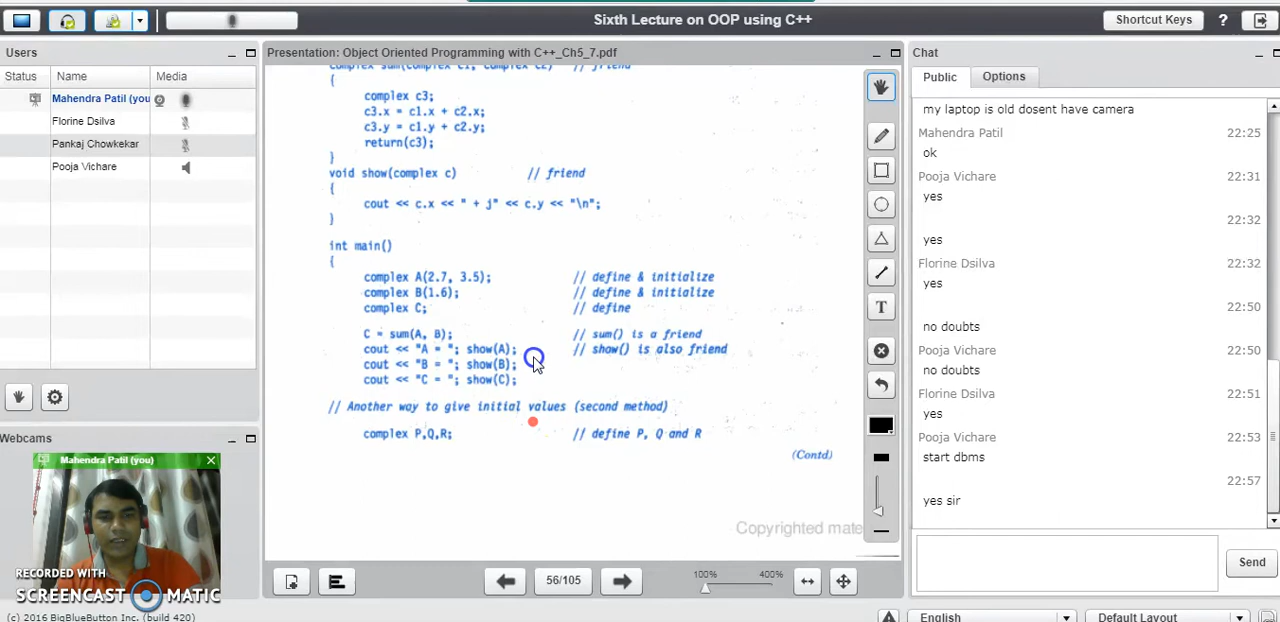 Sixth Lecture on OOP using C++
Shortcut Keys
?
Users
Status Name Media
Mahendra Patil (you
Florine Dsilva
Pankaj Chowkekar
Pooja Vichare
Webcams
Mahendra Patil (you)
RECORDED WITH
SCREENCAST MATIC
(c) 2016 BigBlueButton Inc. (build 420)
Presentation: Object Oriented Programming with C++_Ch5_7.pdf
complex sum(complex c1, complex c2) // friend
{
complex c3;
c3.x = c1.x + c2.x;
c3.y = c1.y + c2.y;
return(c3);
}
void show(complex c) // friend
{
cout << c.x << " + j" << c.y << "\n";
}
int main()
{
complex A(2.7, 3.5); // define & initialize
complex B(1.6); // define & initialize
complex C; // define
C = sum(A, B); // sum() is a friend
cout << "A = "; show(A); // show() is also friend
cout << "B = "; show(B);
cout << "C = "; show(C);
// Another way to give initial values (second method)
complex P,Q,R; // define P, Q and R
(Contd)
Copyrighted mate
56/105
100% 400%
T
Chat
Public Options
my laptop is old dosent have camera
Mahendra Patil 22:25
ok
Pooja Vichare 22:31
yes
22:32
yes
Florine Dsilva 22:32
yes
22:50
no doubts
Pooja Vichare 22:50
no doubts
Florine Dsilva 22:51
yes
Pooja Vichare 22:53
start dbms
22:57
yes sir
Send
English Default Layout